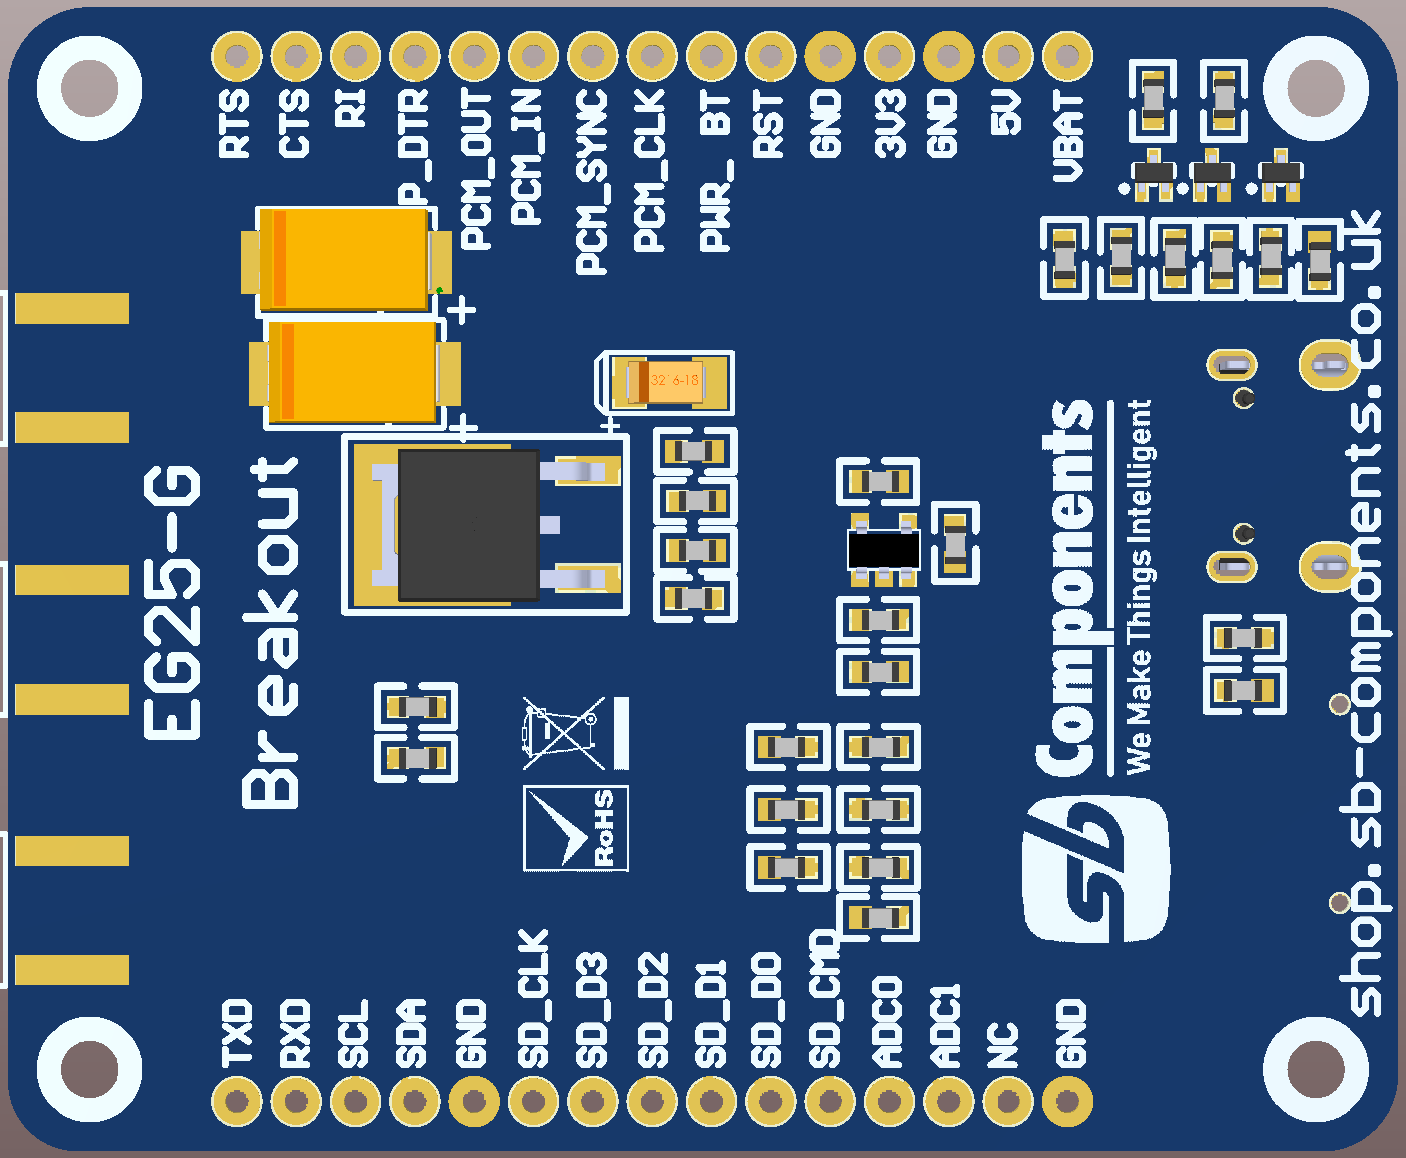 RTS
CTS
RI
P_DTR
PCM_OUT
PCM_IN
PCM_SYNC
PCM_CLK
PWR_ BT
RST
GND
3V3
GND
5V
VBAT
3216-18
EG25-G
Breakout
RoHS
Components
We Make Things Intelligent
sb
shop.sb-components.co.uk
TXD
RXD
SCL
SDA
GND
SD_CLK
SD_D3
SD_D2
SD_D1
SD_D0
SD_CMD
ADC0
ADC1
NC
GND